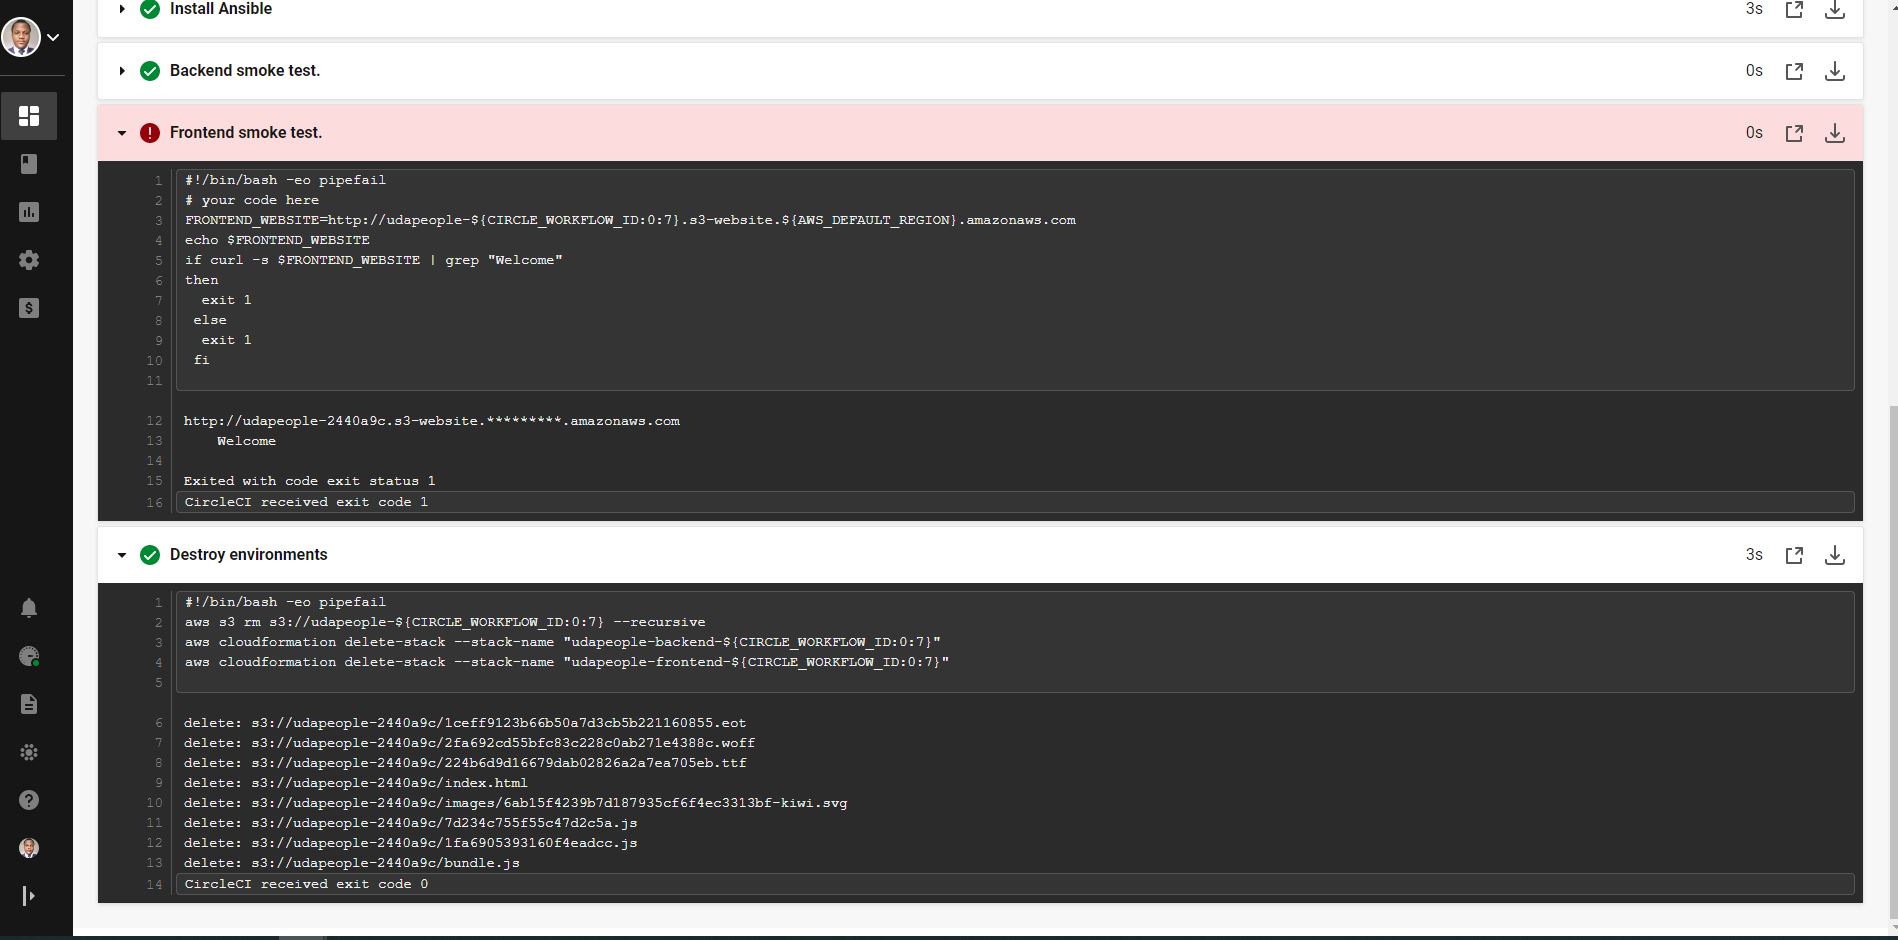 Install Ansible
3s
Backend smoke test.
0s
Frontend smoke test.
0s
1 #!/bin/bash -eo pipefail
2 # your code here
3 FRONTEND_WEBSITE=http://udapeople-${CIRCLE_WORKFLOW_ID:0:7}.s3-website.${AWS_DEFAULT_REGION}.amazonaws.com
4 echo $FRONTEND_WEBSITE
5 if curl -s $FRONTEND_WEBSITE | grep "Welcome"
6 then
7 exit 1
8 else
9 exit 1
10 fi
11
12 http://udapeople-2440a9c.s3-website.*********.amazonaws.com
13 Welcome
14
15 Exited with code exit status 1
16 CircleCI received exit code 1
Destroy environments
3s
1 #!/bin/bash -eo pipefail
2 aws s3 rm s3://udapeople-${CIRCLE_WORKFLOW_ID:0:7} --recursive
3 aws cloudformation delete-stack --stack-name "udapeople-backend-${CIRCLE_WORKFLOW_ID:0:7}"
4 aws cloudformation delete-stack --stack-name "udapeople-frontend-${CIRCLE_WORKFLOW_ID:0:7}"
5
6 delete: s3://udapeople-2440a9c/1ceff9123b66b50a7d3cb5b221160855.eot
7 delete: s3://udapeople-2440a9c/2fa692cd55bfc83c228c0ab271e4388c.woff
8 delete: s3://udapeople-2440a9c/224b6d9d16679dab02826a2a7ea705eb.ttf
9 delete: s3://udapeople-2440a9c/index.html
10 delete: s3://udapeople-2440a9c/images/6ab15f4239b7d187935cf6f4ec3313bf-kiwi.svg
11 delete: s3://udapeople-2440a9c/7d234c755f55c47d2c5a.js
12 delete: s3://udapeople-2440a9c/1fa6905393160f4eadcc.js
13 delete: s3://udapeople-2440a9c/bundle.js
14 CircleCI received exit code 0